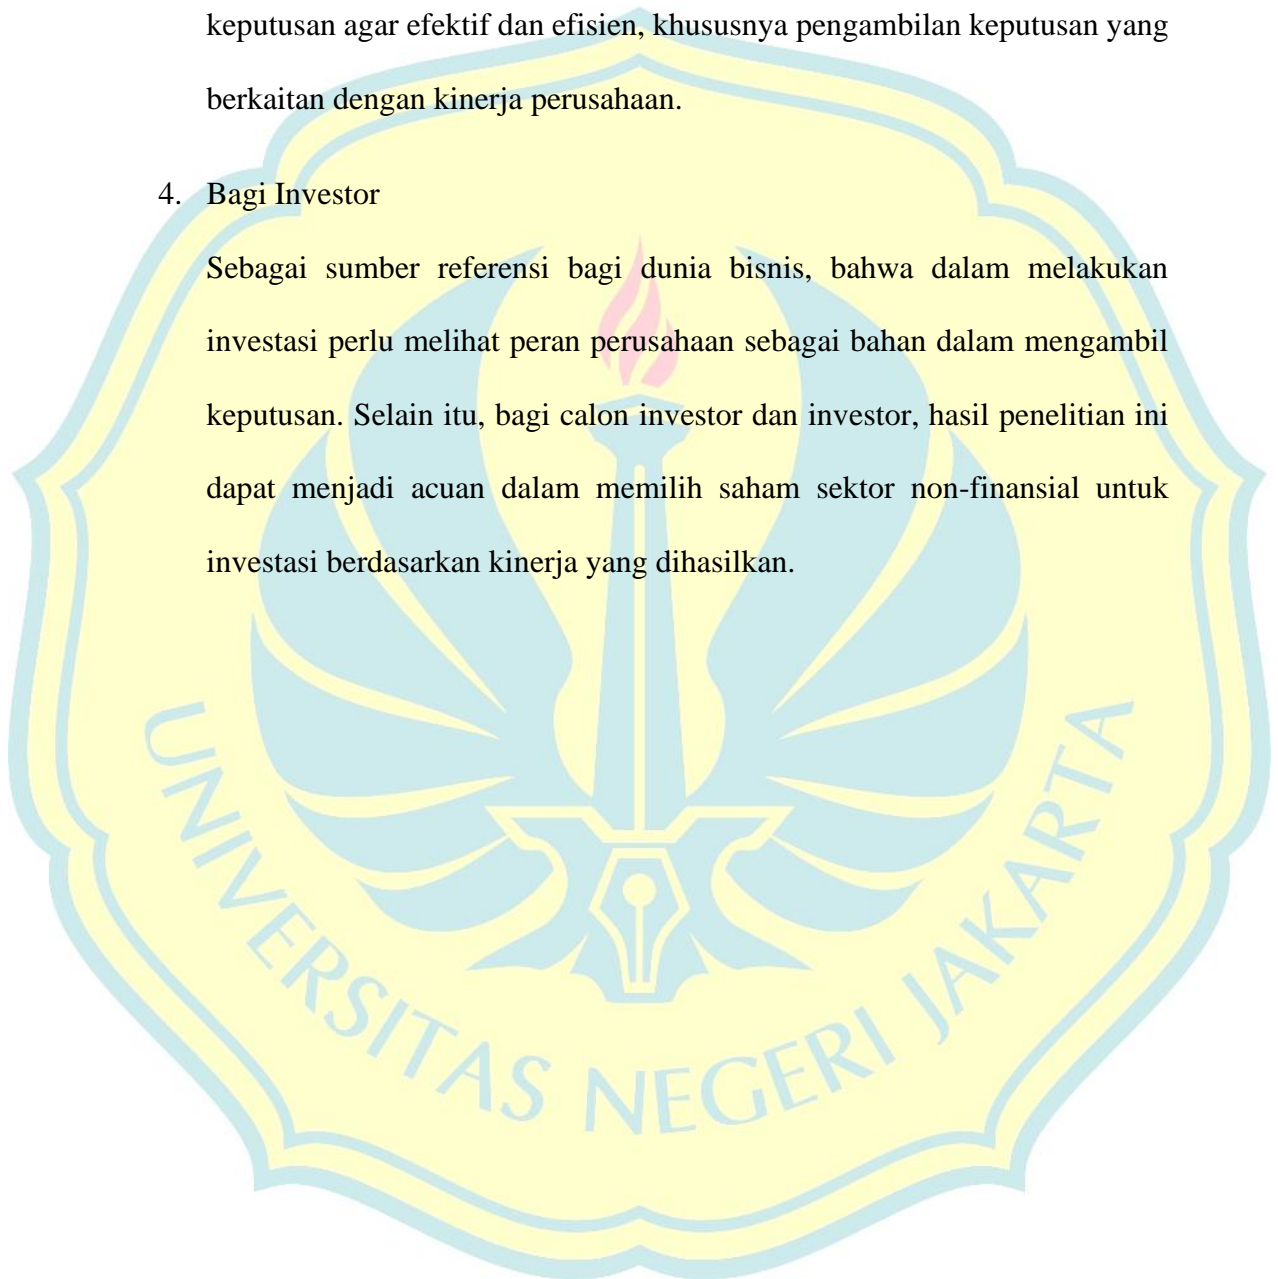 keputusan agar efektif dan efisien, khususnya pengambilan keputusan yang
berkaitan dengan kinerja perusahaan.
4. Bagi Investor
Sebagai sumber referensi bagi dunia bisnis, bahwa dalam melakukan
investasi perlu melihat peran perusahaan sebagai bahan dalam mengambil
keputusan. Selain itu, bagi calon investor dan investor, hasil penelitian ini
dapat menjadi acuan dalam memilih saham sektor non-finansial untuk
investasi berdasarkan kinerja yang dihasilkan.
UNIVERSITAS NEGERI JAKARTA